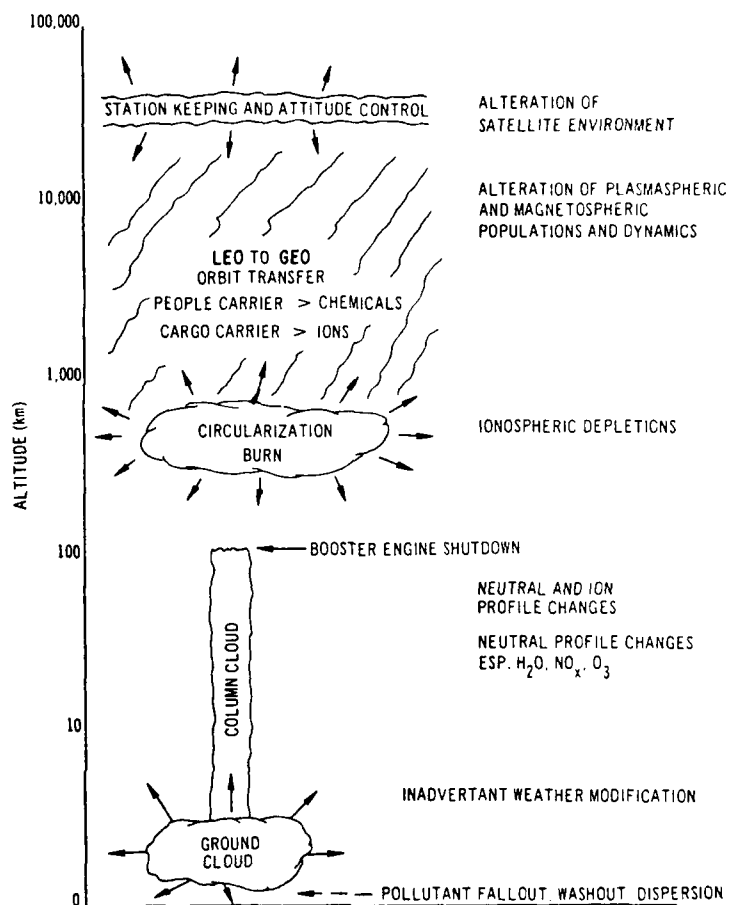 100,000
STATION KEEPING AND ATTITUDE CONTROL
ALTERATION OF
SATELLITE ENVIRONMENT
10,000
ALTERATION OF PLASMASPHERIC
AND MAGNETOSPHERIC
POPULATIONS AND DYNAMICS
LEO TO GEO
ORBIT TRANSFER
PEOPLE CARRIER > CHEMICALS
CARGO CARRIER > IONS
1,000
CIRCULARIZATION
BURN
IONOSPHERIC DEPLETIONS
ALTITUDE (km)
100
BOOSTER ENGINE SHUTDOWN
NEUTRAL AND ION
PROFILE CHANGES
NEUTRAL PROFILE CHANGES
ESP. H₂O, NOₓ, O₃
COLUMN CLOUD
10
INADVERTANT WEATHER MODIFICATION
GROUND
CLOUD
0
POLLUTANT FALLOUT, WASHOUT, DISPERSION